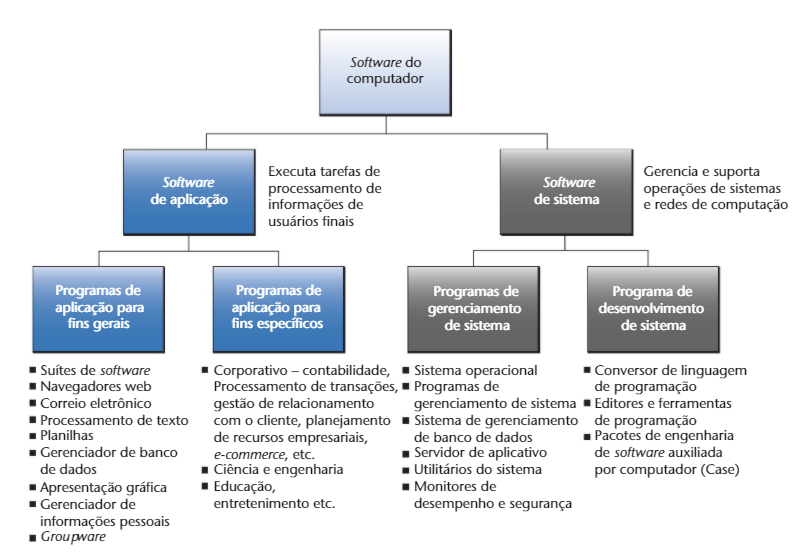 Software do
computador
Software
de aplicação
Executa tarefas de
processamento de
informações de
usuários finais
Software
de sistema
Gerencia e suporta
operações de sistemas
e redes de computação
Programas de
aplicação para
fins gerais
Programas de
aplicação para
fins específicos
Programas de
gerenciamento
de sistema
Programa de
desenvolvimento
de sistema
■ Suítes de software
■ Navegadores web
■ Correio eletrônico
■ Processamento de texto
■ Planilhas
■ Gerenciador de banco
de dados
■ Apresentação gráfica
■ Gerenciador de
informações pessoais
■ Groupware
■ Corporativo – contabilidade,
Processamento de transações,
gestão de relacionamento
com o cliente, planejamento
de recursos empresariais,
e-commerce, etc.
■ Ciência e engenharia
■ Educação,
entretenimento etc.
■ Sistema operacional
■ Programas de
gerenciamento de sistema
■ Sistema de gerenciamento
de banco de dados
■ Servidor de aplicativo
■ Utilitários do sistema
■ Monitores de
desempenho e segurança
■ Conversor de linguagem
de programação
■ Editores e ferramentas
de programação
■ Pacotes de engenharia
de software auxiliada
por computador (Case)